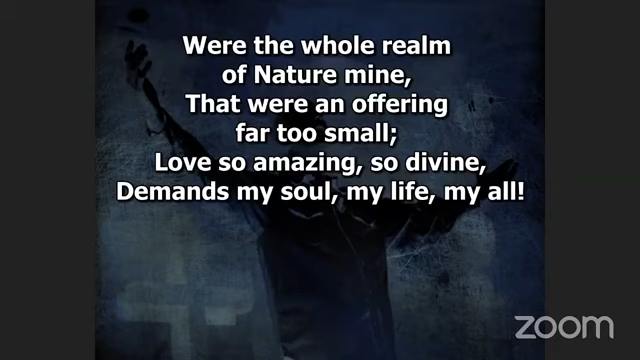 Were the whole realm
of Nature mine,
That were an offering
far too small;
Love so amazing, so divine,
Demands my soul, my life, my all!
zoom